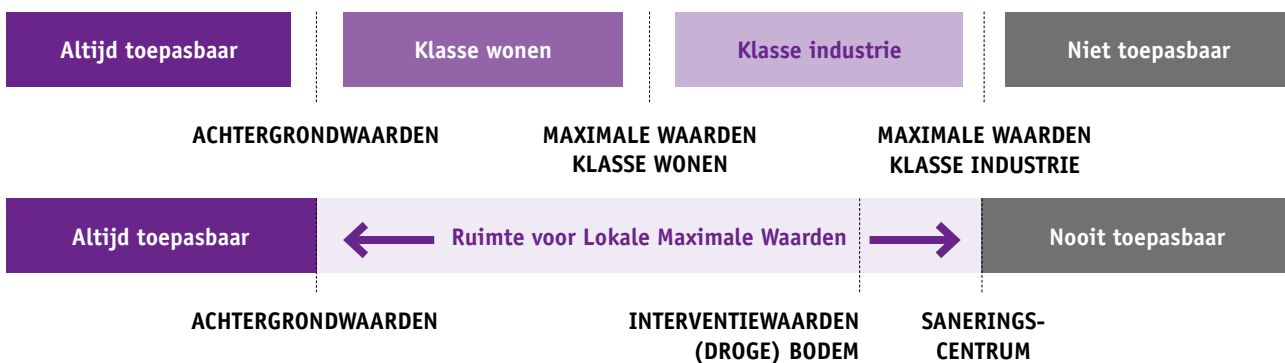 Altijd toepasbaar Klasse wonen Klasse industrie Niet toepasbaar
ACHTERGRONDWAARDEN MAXIMALE WAARDEN MAXIMALE WAARDEN
KLASSE WONEN KLASSE INDUSTRIE
Altijd toepasbaar Ruimte voor Lokale Maximale Waarden Nooit toepasbaar
ACHTERGRONDWAARDEN INTERVENTIEWAARDEN SANERINGS-
(DROGE) BODEM CENTRUM